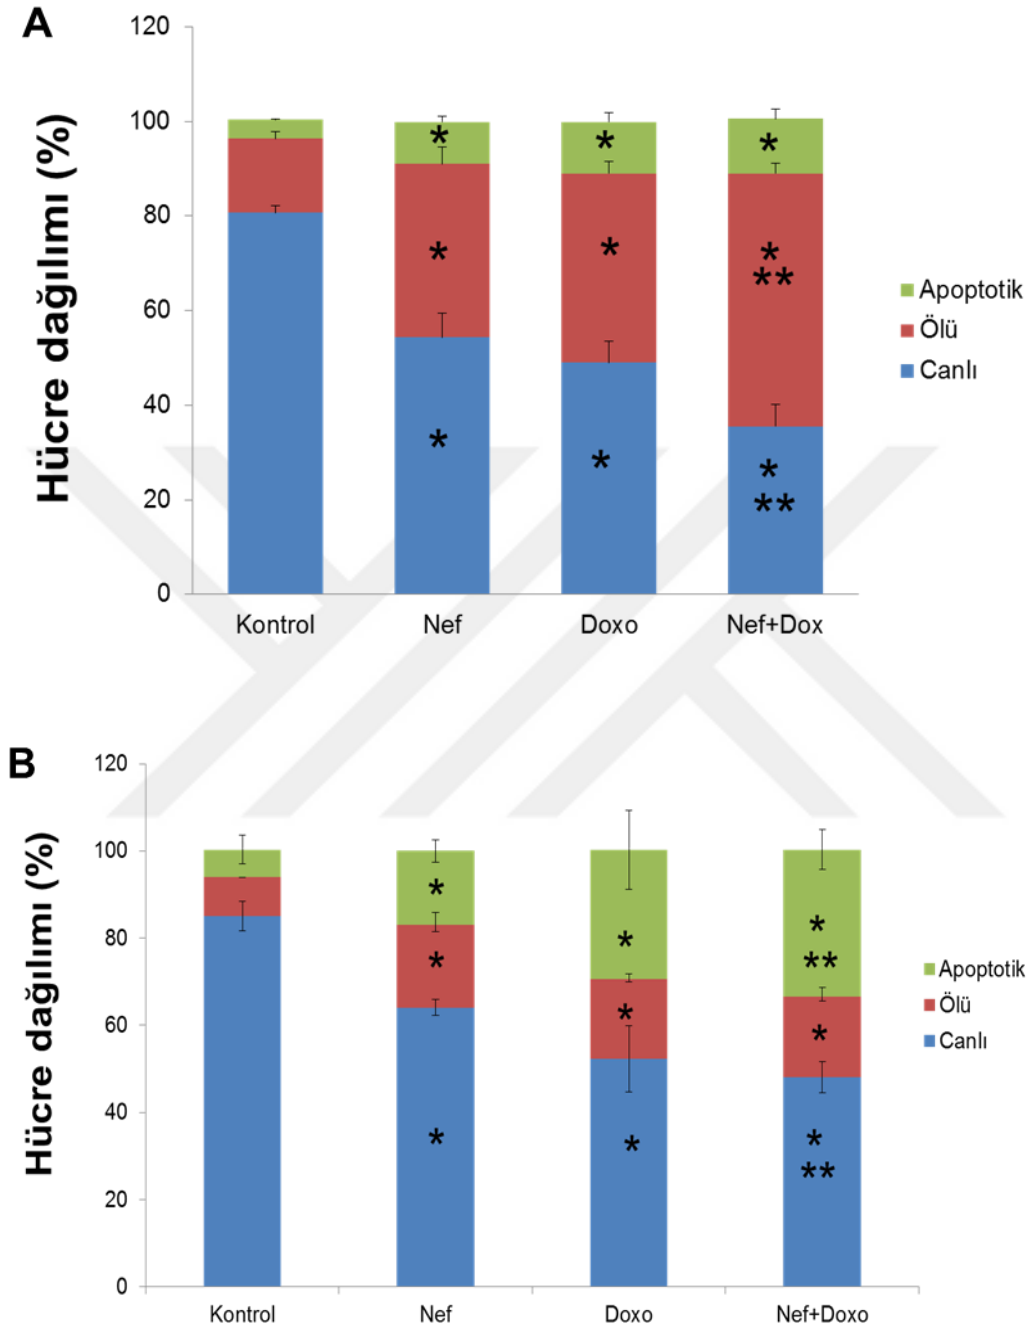 A
Hücre dağılımı (%)
120
100
80
60
40
20
0
*
*
*
*
*
*
*
*
**
*
**
Kontrol
Nef
Doxo
Nef+Dox
Apoptotik
Ölü
Canlı
B
Hücre dağılımı (%)
120
100
80
60
40
20
0
*
*
*
*
*
*
*
**
*
*
**
Kontrol
Nef
Doxo
Nef+Doxo
Apoptotik
Ölü
Canlı